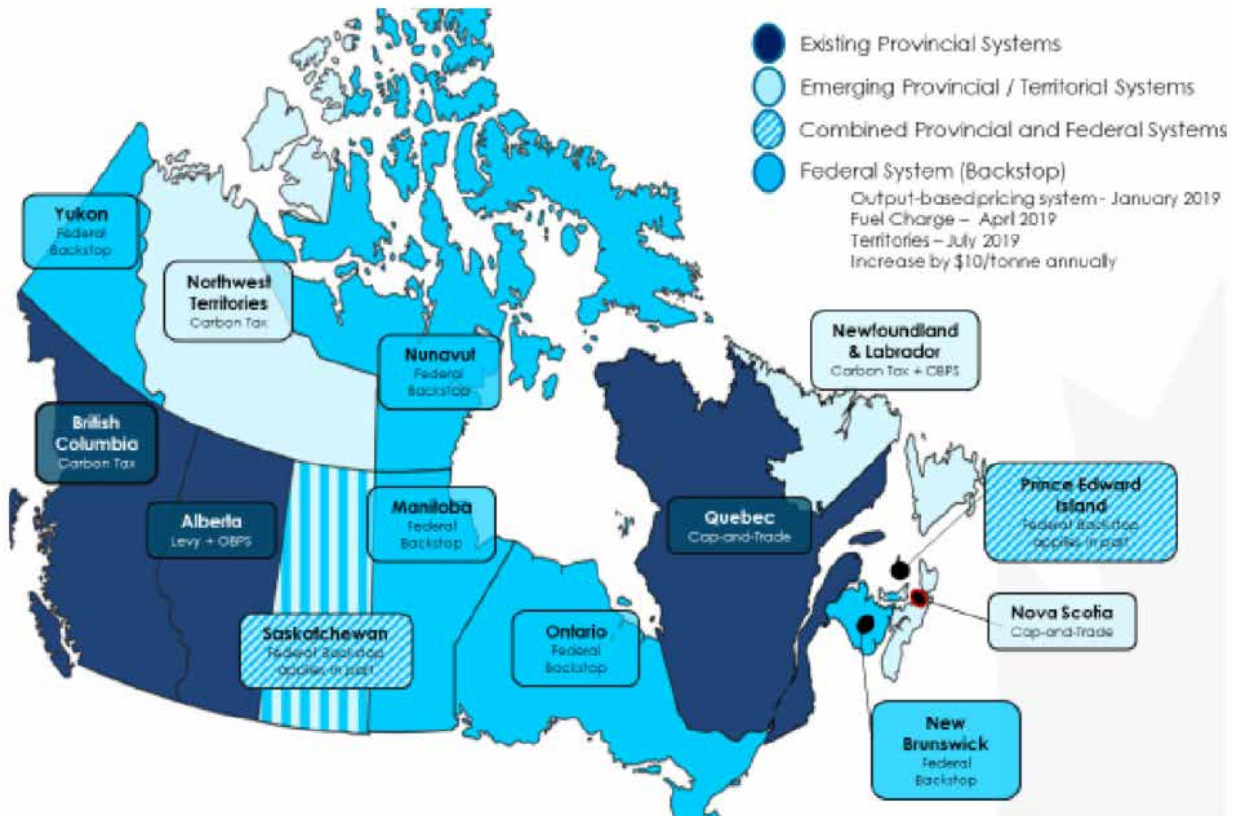 Existing Provincial Systems
Emerging Provincial / Territorial Systems
Combined Provincial and Federal Systems
Federal System (Backstop)
Output-based pricing system - January 2019
Fuel Charge – April 2019
Territories – July 2019
Increase by $10/tonne annually
Yukon
Federal
Backstop
Northwest
Territories
Carbon Tax
Nunavut
Federal
Backstop
Newfoundland
& Labrador
Carbon Tax + OBPS
British
Columbia
Carbon Tax
Alberta
Levy + OBPS
Manitoba
Federal
Backstop
Quebec
Cap-and-Trade
Prince Edward
Island
Federal Backstop
applies in part
Saskatchewan
Federal Backstop
applies in part
Ontario
Federal
Backstop
Nova Scotia
Cap-and-Trade
New
Brunswick
Federal
Backstop